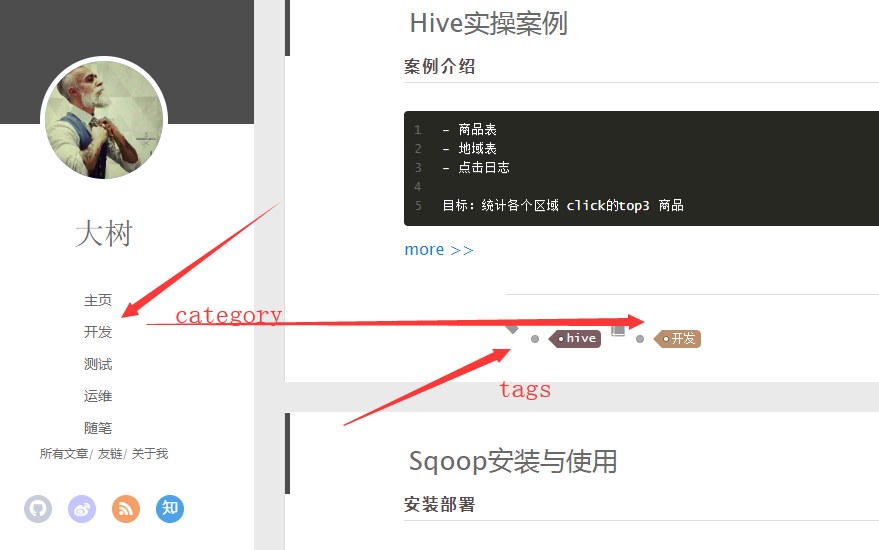 大树
主页
开发
测试
运维
随笔
所有文章/ 友链/ 关于我
知
category
tags
Hive实操案例
案例介绍
1 - 商品表
2 - 地域表
3 - 点击日志
4
5 目标: 统计各个区域 click的top3 商品
more >>
hive
开发
Sqoop安装与使用
安装部署